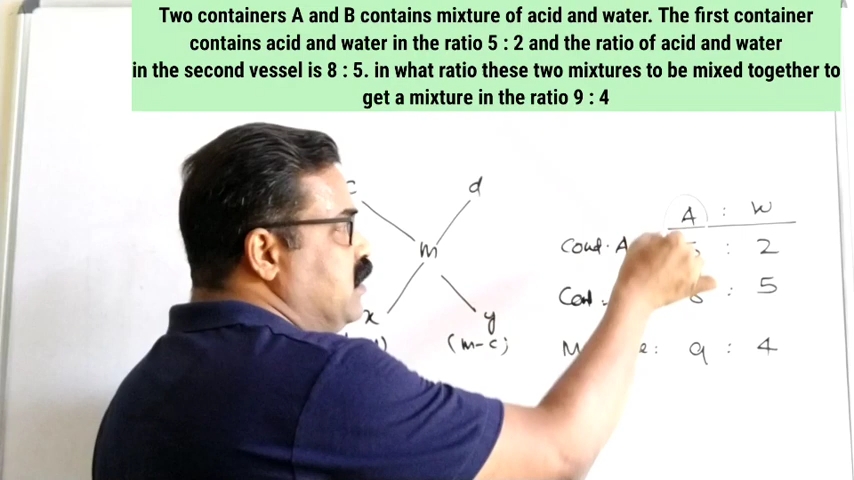 Two containers A and B contains mixture of acid and water. The first container
contains acid and water in the ratio 5 : 2 and the ratio of acid and water
in the second vessel is 8 : 5. in what ratio these two mixtures to be mixed together to
get a mixture in the ratio 9 : 4
c d
m
x y
(m-c)
A : W
Cont. A : 2
Cont. : 5
M e: 9 : 4